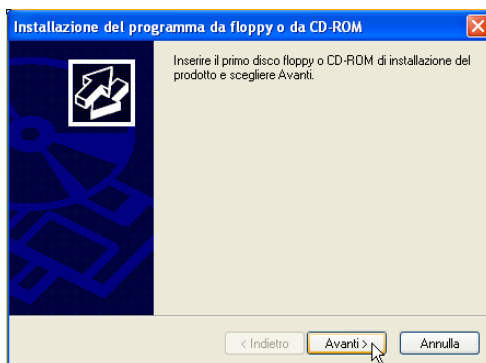 Installazione del programma da floppy o da CD-ROM
Inserire il primo disco floppy o CD-ROM di installazione del
prodotto e scegliere Avanti.
< Indietro Avanti > Annulla